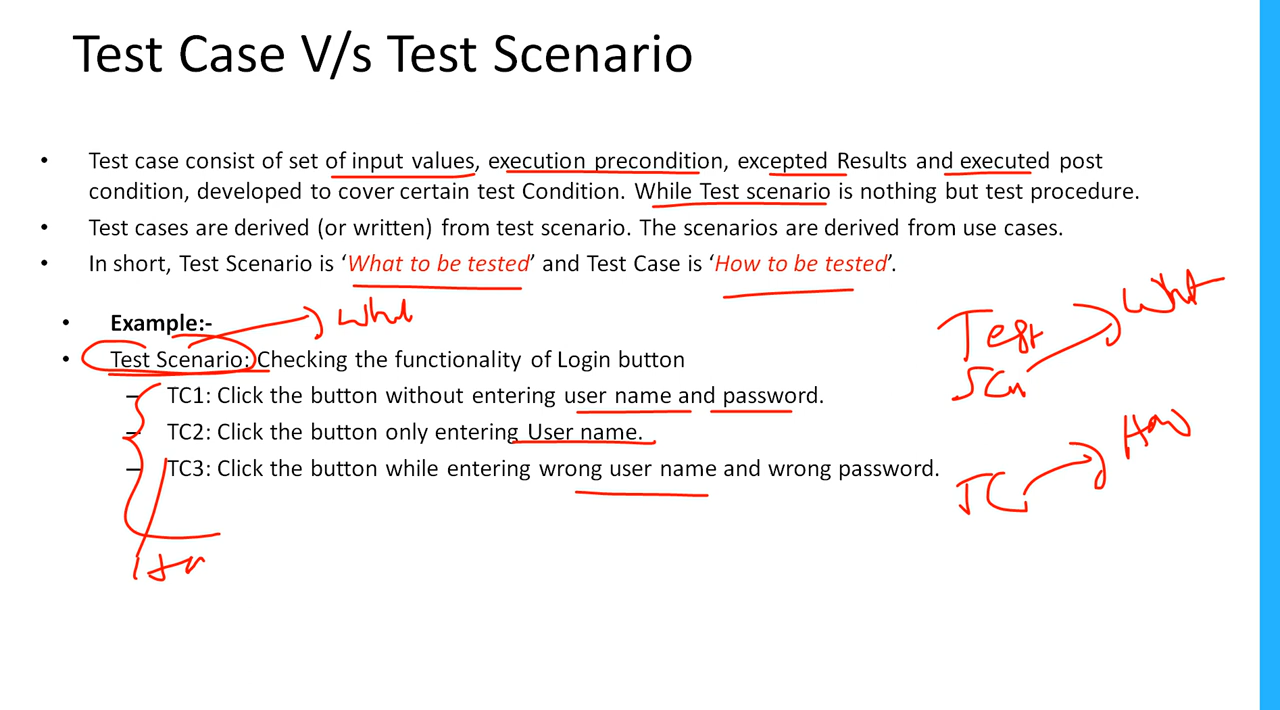 Test Case V/s Test Scenario
• Test case consist of set of input values, execution precondition, excepted Results and executed post
condition, developed to cover certain test Condition. While Test scenario is nothing but test procedure.
• Test cases are derived (or written) from test scenario. The scenarios are derived from use cases.
• In short, Test Scenario is ‘What to be tested’ and Test Case is ‘How to be tested’.
• Example:-
• Test Scenario: Checking the functionality of Login button
– TC1: Click the button without entering user name and password.
– TC2: Click the button only entering User name.
– TC3: Click the button while entering wrong user name and wrong password.
Test
What
TC
How